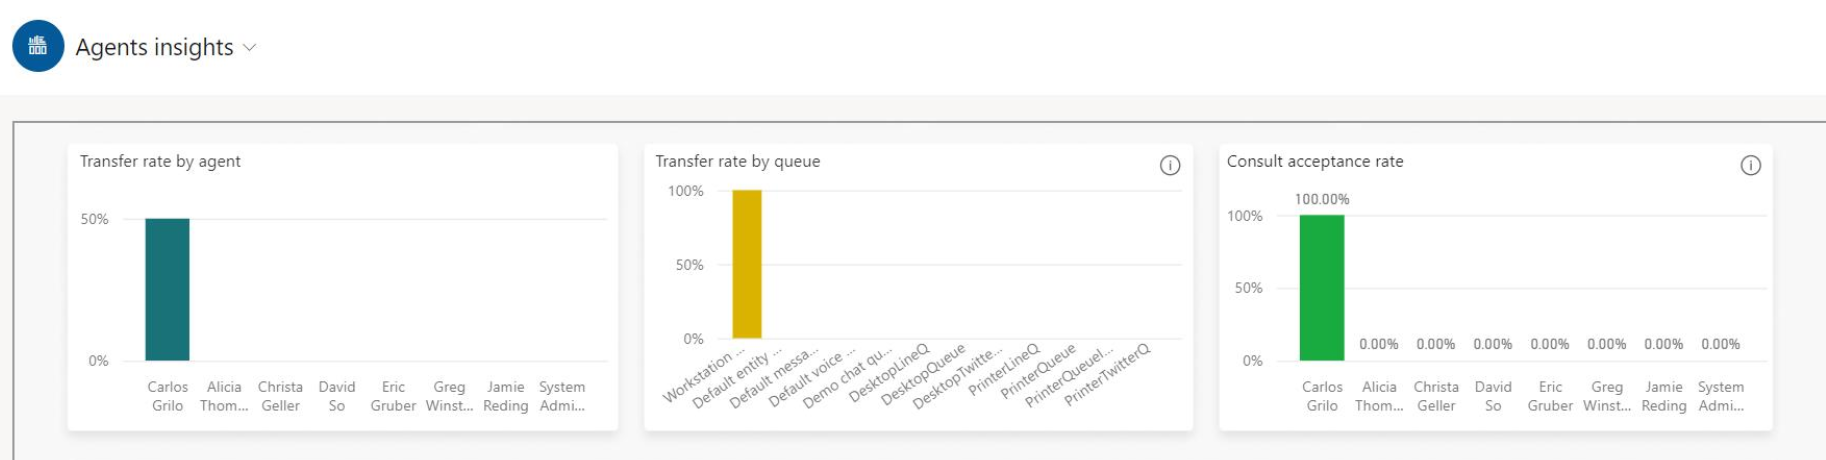 Agents insights
Transfer rate by agent
50%
0%
Carlos Grilo
Alicia Thom...
Christa Geller
David So
Eric Gruber
Greg Winst...
Jamie Reding
System Admi...
Transfer rate by queue
100%
50%
0%
Workstation ...
Default entity ...
Default messa...
Default voice ...
Demo chat qu...
DesktopLineQ
DesktopQueue
DesktopTwitte...
PrinterLineQ
PrinterQueue
PrinterQueueI...
PrinterTwitterQ
Consult acceptance rate
100.00%
100%
50%
0%
0.00% 0.00% 0.00% 0.00% 0.00% 0.00% 0.00%
Carlos Grilo
Alicia Thom...
Christa Geller
David So
Eric Gruber
Greg Winst...
Jamie Reding
System Admi...